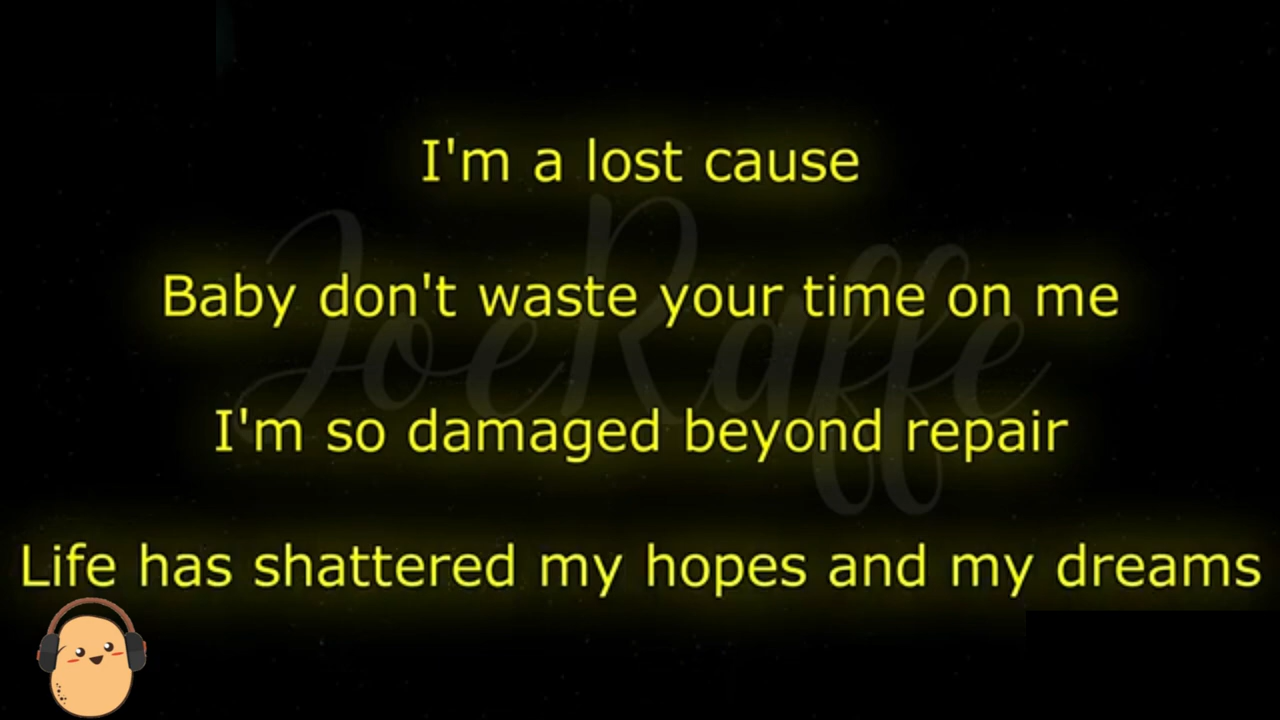 I'm a lost cause
Baby don't waste your time on me
JoeRaffe
I'm so damaged beyond repair
Life has shattered my hopes and my dreams